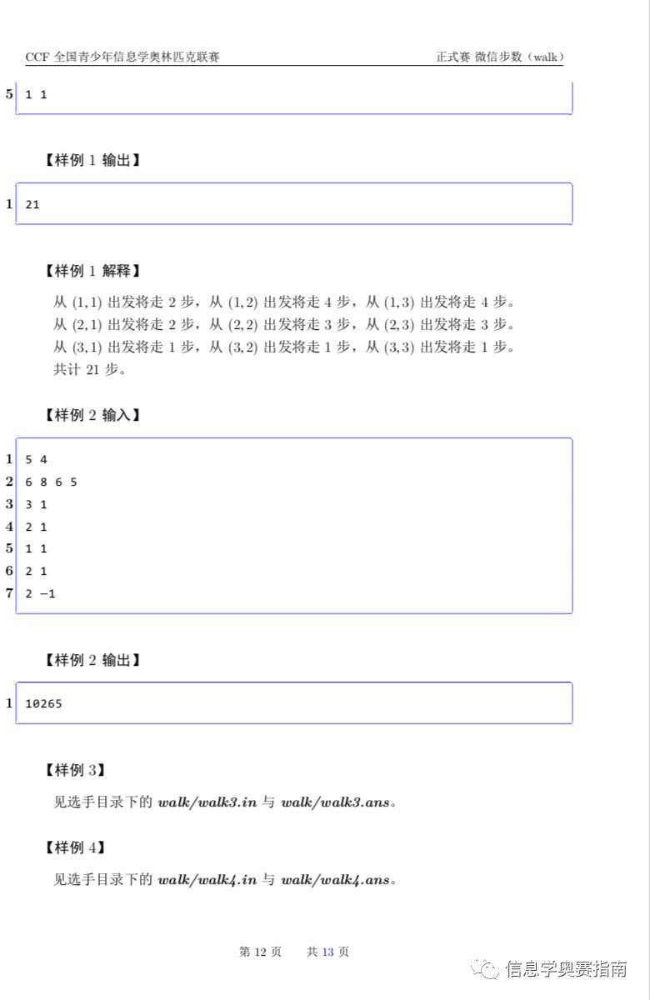 CCF 全国青少年信息学奥林匹克联赛 正式赛 微信步数（walk）
5 1 1
【样例 1 输出】
1 21
【样例 1 解释】
从 (1,1) 出发将走 2 步，从 (1,2) 出发将走 4 步，从 (1,3) 出发将走 4 步。
从 (2,1) 出发将走 2 步，从 (2,2) 出发将走 3 步，从 (2,3) 出发将走 3 步。
从 (3,1) 出发将走 1 步，从 (3,2) 出发将走 1 步，从 (3,3) 出发将走 1 步。
共计 21 步。
【样例 2 输入】
1 5 4
2 6 8 6 5
3 3 1
4 2 1
5 1 1
6 2 1
7 2 −1
【样例 2 输出】
1 10265
【样例 3】
见选手目录下的 walk/walk3.in 与 walk/walk3.ans。
【样例 4】
见选手目录下的 walk/walk4.in 与 walk/walk4.ans。
第 12 页 共 13 页
信息学奥赛指南